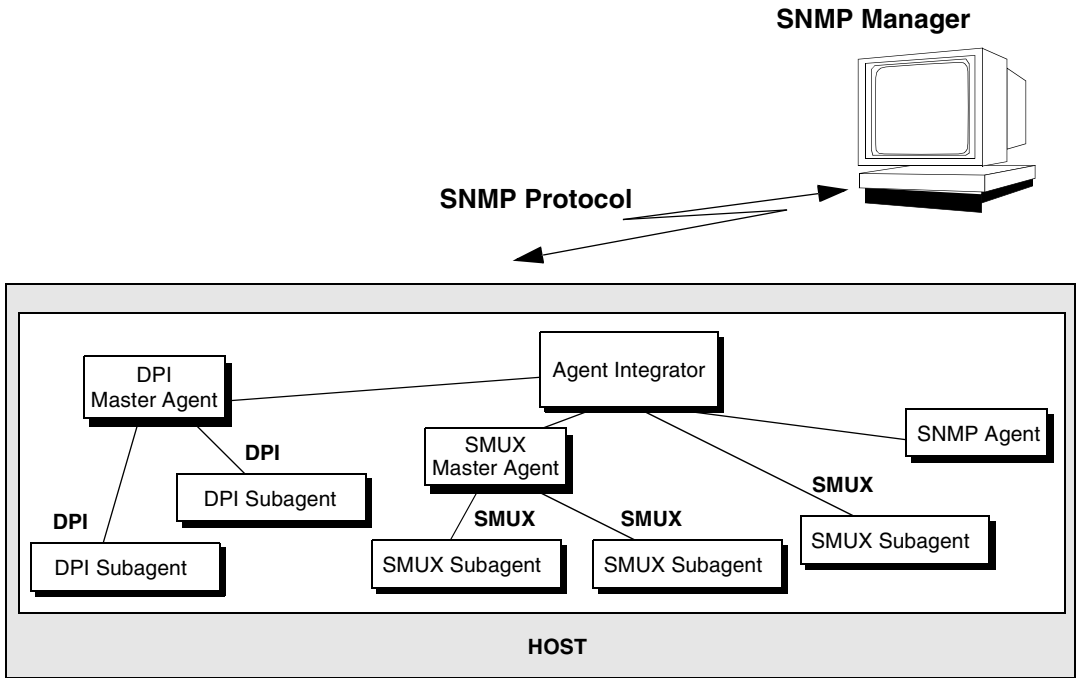 SNMP Manager
SNMP Protocol
DPI
Master Agent
Agent Integrator
SNMP Agent
SMUX
Master Agent
DPI
DPI Subagent
SMUX
DPI
SMUX
SMUX
SMUX Subagent
DPI Subagent
SMUX Subagent
SMUX Subagent
HOST